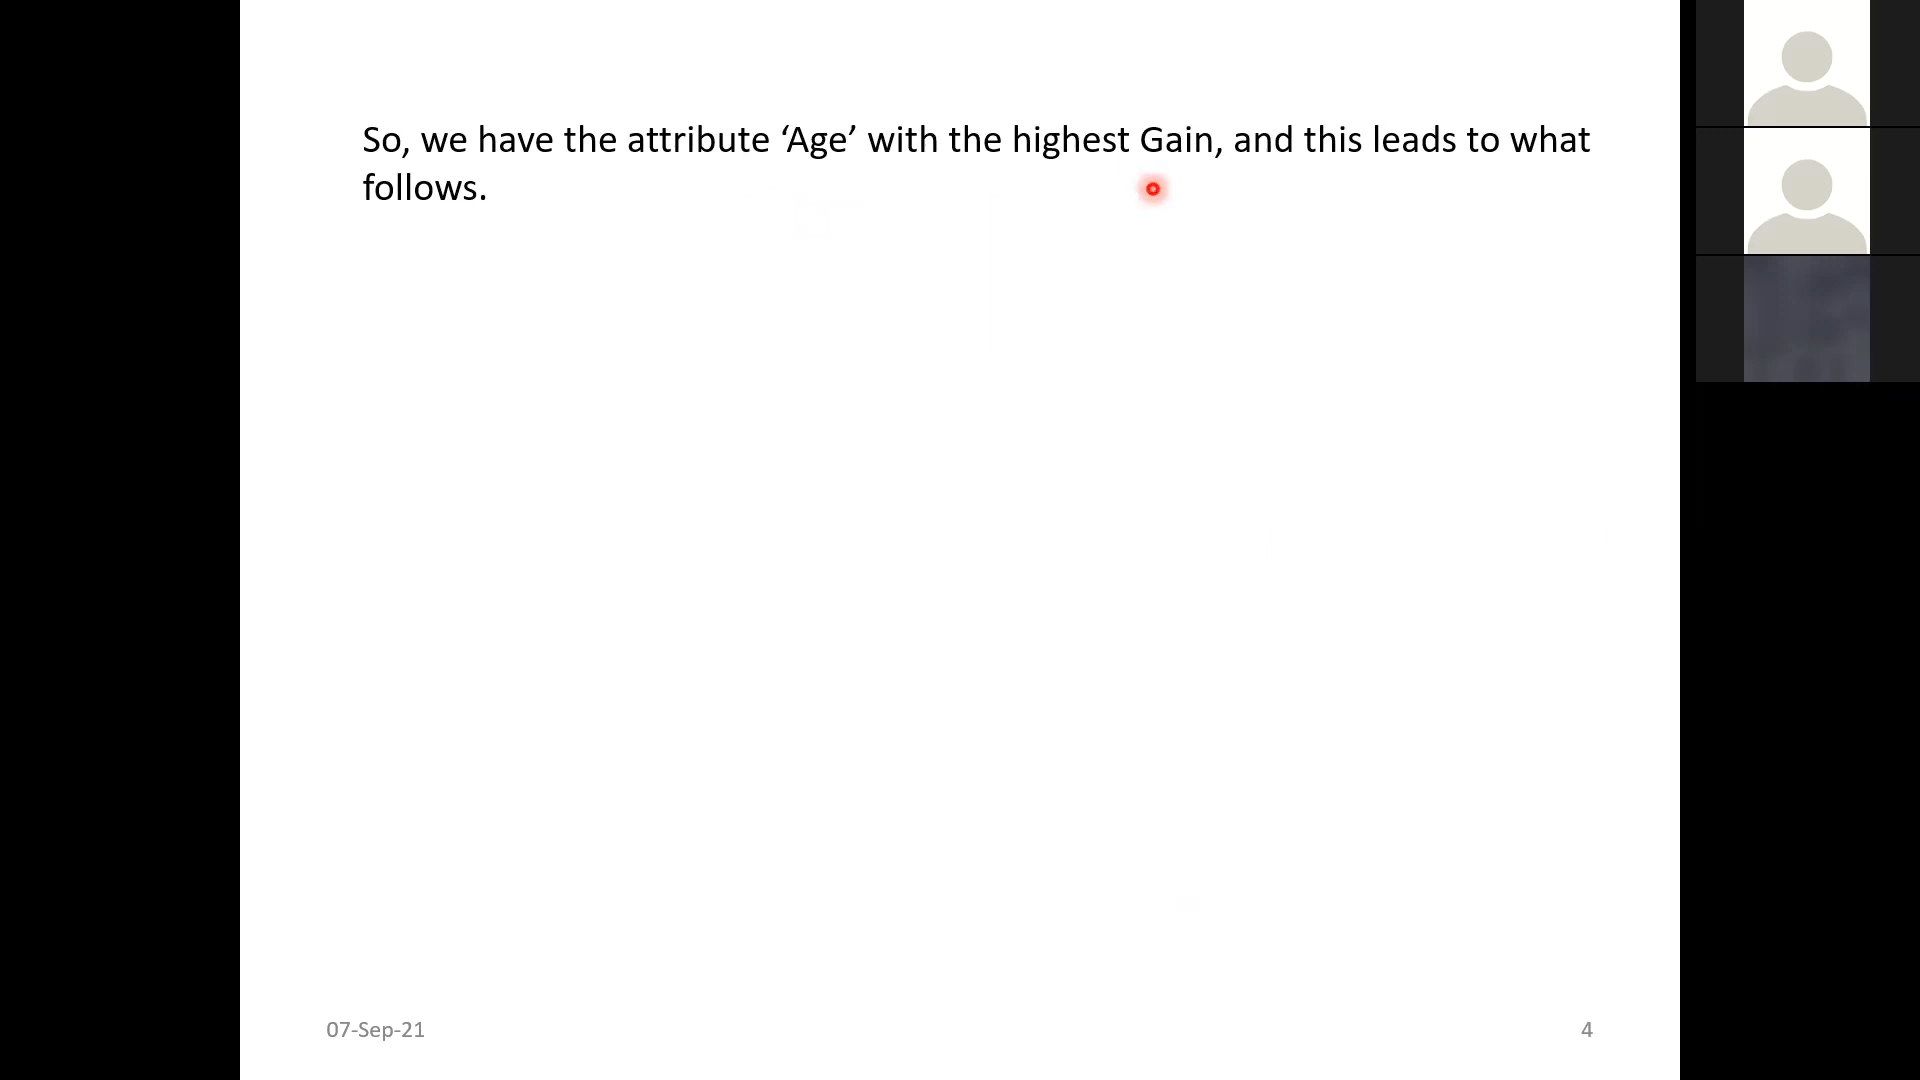 So, we have the attribute ‘Age’ with the highest Gain, and this leads to what
follows.
07-Sep-21
4